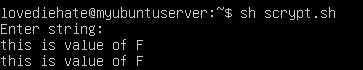 lovediehate@myubuntuserver:~$ sh scrypt.sh
Enter string:
this is value of F
this is value of F